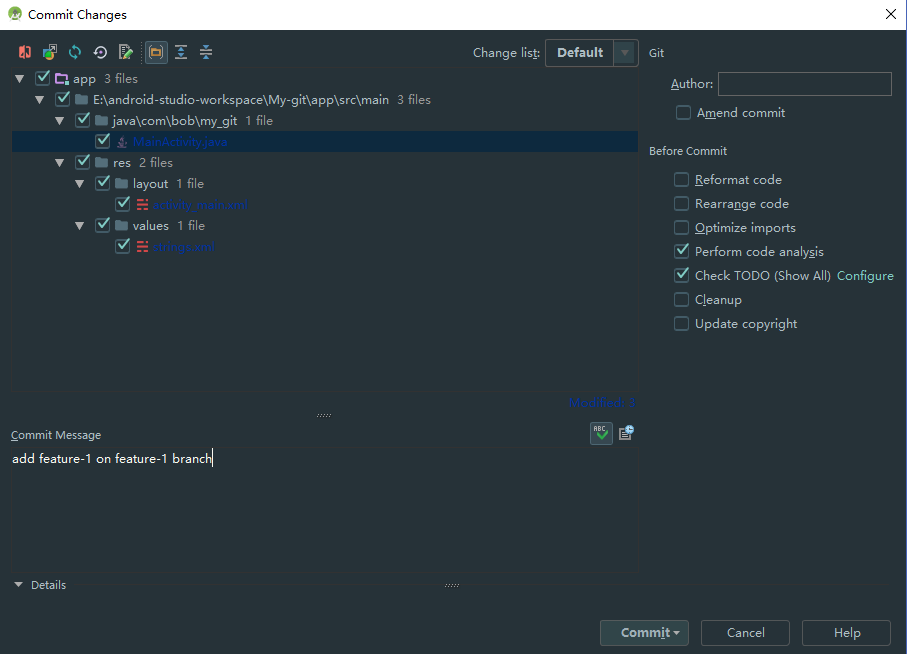 Commit Changes
Change list: Default
Git
app 3 files
E:\android-studio-workspace\My-git\app\src\main 3 files
java\com\bob\my_git 1 file
MainActivity.java
res 2 files
layout 1 file
activity_main.xml
values 1 file
strings.xml
Modified: 3
Author:
Amend commit
Before Commit
Reformat code
Rearrange code
Optimize imports
Perform code analysis
Check TODO (Show All) Configure
Cleanup
Update copyright
Commit Message
ABC
add feature-1 on feature-1 branch
Details
Commit
Cancel
Help